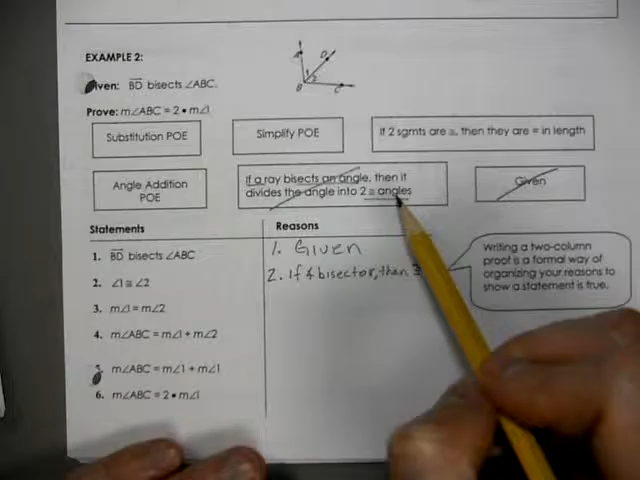 EXAMPLE 2:
Given: BD bisects ∠ABC.
A
D
1
2
B
C
Prove: m∠ABC = 2 • m∠1
Substitution POE
Simplify POE
If 2 sgmts are ≅, then they are = in length
Angle Addition
POE
If a ray bisects an angle, then it
divides the angle into 2 ≅ angles
Given
Statements
Reasons
1. BD bisects ∠ABC
1. Given
2. ∠1 ≅ ∠2
2. If ∠ bisector, then ≅
3. m∠1 = m∠2
4. m∠ABC = m∠1 + m∠2
5. m∠ABC = m∠1 + m∠1
6. m∠ABC = 2 • m∠1
Writing a two-column
proof is a formal way of
organizing your reasons to
show a statement is true.